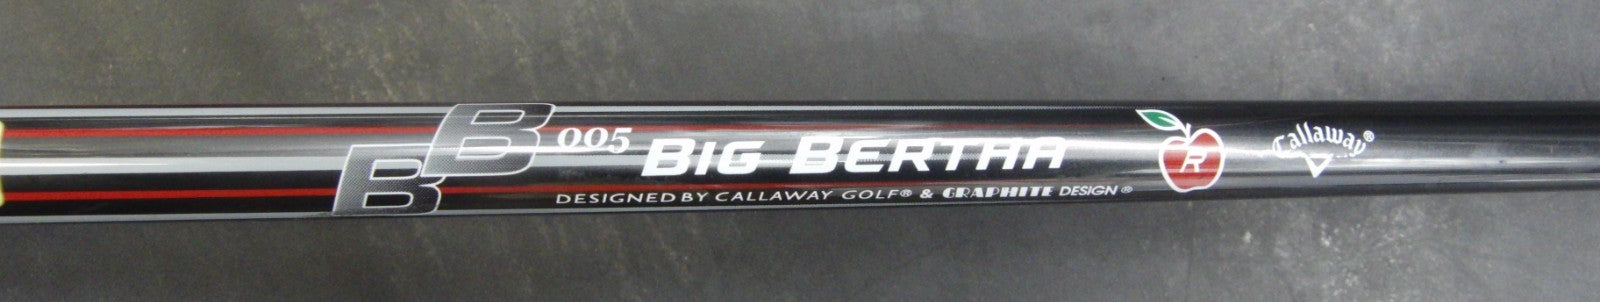 BB 005 BIG BERTHA R Callaway®
DESIGNED BY CALLAWAY GOLF® & GRAPHITE DESIGN®